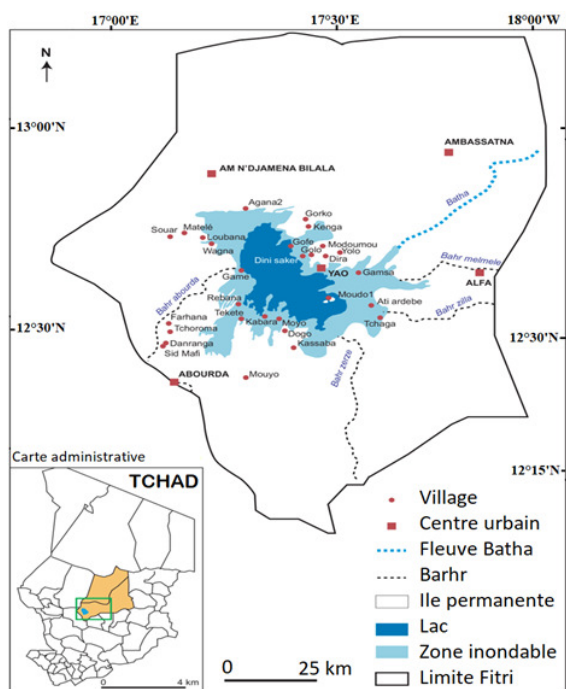 17°00'E 17°30'E 18°00'E
N
13°00'
13°00'N
AMBASSATNA
AM N'DJAMENA BILALA
Batha
Agana2
Gorko
Kenga
Souar Matelé
Loubana
Wagna
Gofe Modoumou
Golo Yolo
Dira
Dini saker
YAO
Gamsa
Bahr melmele
ALFA
Game
Bahr abourda
Rebana
Moudo1
Ati ardebe
Bahr zilla
Tchaga
Tekete
Kabara Moyo
Dogo
Kassaba
Farhana
Tchoroma
Danranga
Sid Mafi
12°30'
12°30'N
Bahr zerze
ABOURDA
Mouyo
12°15'N
Carte administrative
TCHAD
0 4 km
0 25 km
Village
Centre urbain
Fleuve Batha
Barhr
Ile permanente
Lac
Zone inondable
Limite Fitri